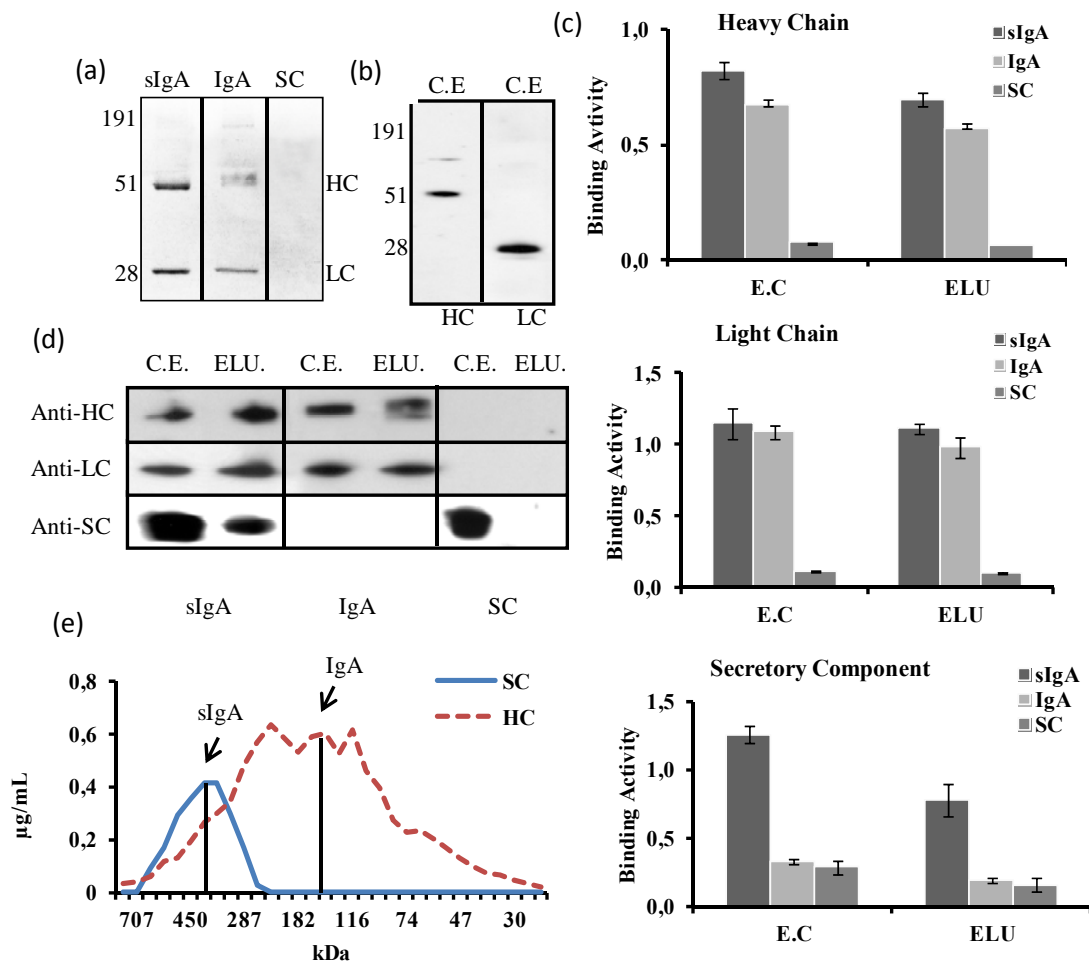 (a)
sIgA IgA SC
191
51
28
HC
LC
(b)
C.E C.E
191
51
28
HC LC
(c)
Heavy Chain
1,0
0,5
0,0
Binding Avtivity
sIgA
IgA
SC
E.C ELU
Light Chain
1,5
1,0
0,5
0,0
Binding Activity
sIgA
IgA
SC
E.C ELU
Secretory Component
1,5
1,0
0,5
0,0
Binding Activity
sIgA
IgA
SC
E.C ELU
(d)
C.E. ELU. C.E. ELU. C.E. ELU.
Anti-HC
Anti-LC
Anti-SC
sIgA IgA SC
(e)
0,8
0,6
0,4
0,2
0
µg/mL
sIgA
IgA
SC
HC
707 450 287 182 116 74 47 30
kDa